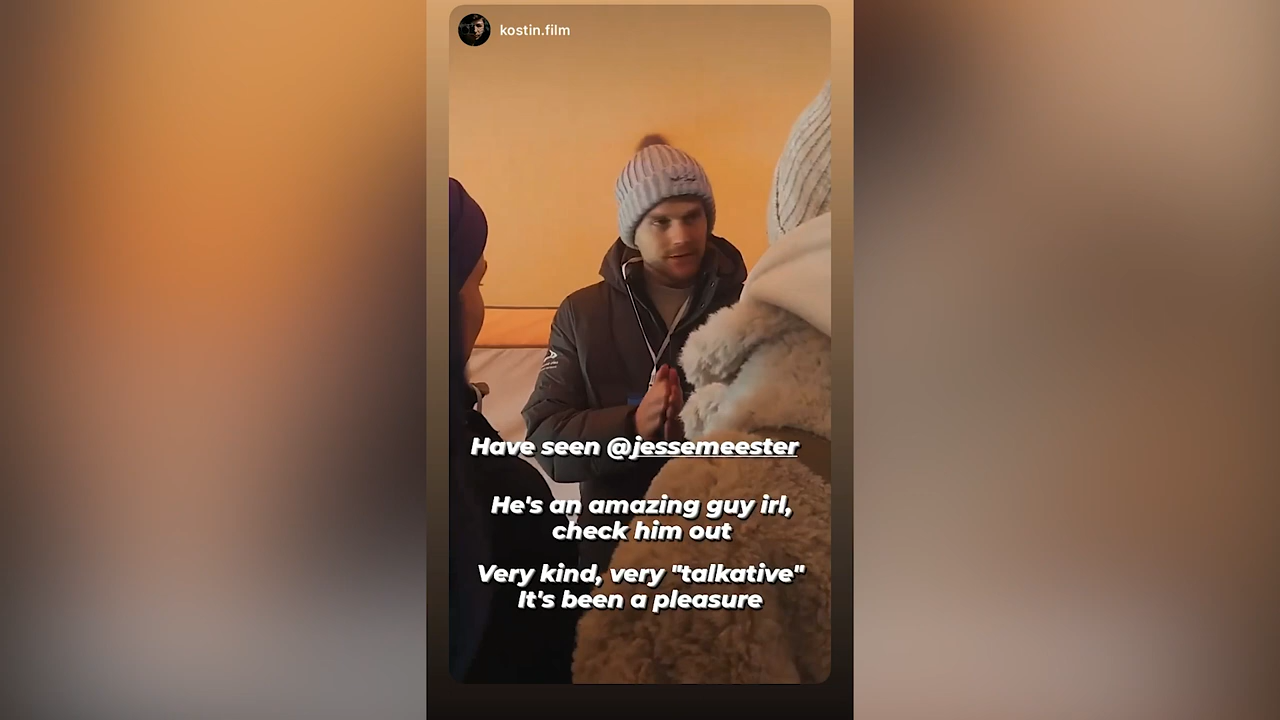 kostin.film
Have seen @jessemeester
He's an amazing guy irl,
check him out
Very kind, very "talkative"
It's been a pleasure